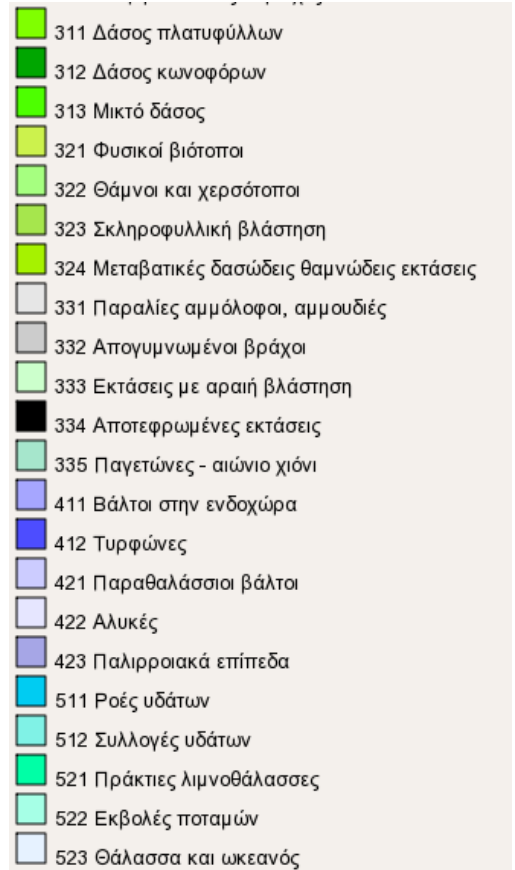 311 Δάσος πλατυφύλλων
312 Δάσος κωνοφόρων
313 Μικτό δάσος
321 Φυσικοί βιότοποι
322 Θάμνοι και χερσότοποι
323 Σκληροφυλλική βλάστηση
324 Μεταβατικές δασώδεις θαμνώδεις εκτάσεις
331 Παραλίες αμμόλοφοι, αμμουδιές
332 Απογυμνωμένοι βράχοι
333 Εκτάσεις με αραιή βλάστηση
334 Αποτεφρωμένες εκτάσεις
335 Παγετώνες - αιώνιο χιόνι
411 Βάλτοι στην ενδοχώρα
412 Τυρφώνες
421 Παραθαλάσσιοι βάλτοι
422 Αλυκές
423 Παλιρροιακά επίπεδα
511 Ροές υδάτων
512 Συλλογές υδάτων
521 Πράκτιες λιμνοθάλασσες
522 Εκβολές ποταμών
523 Θάλασσα και ωκεανός